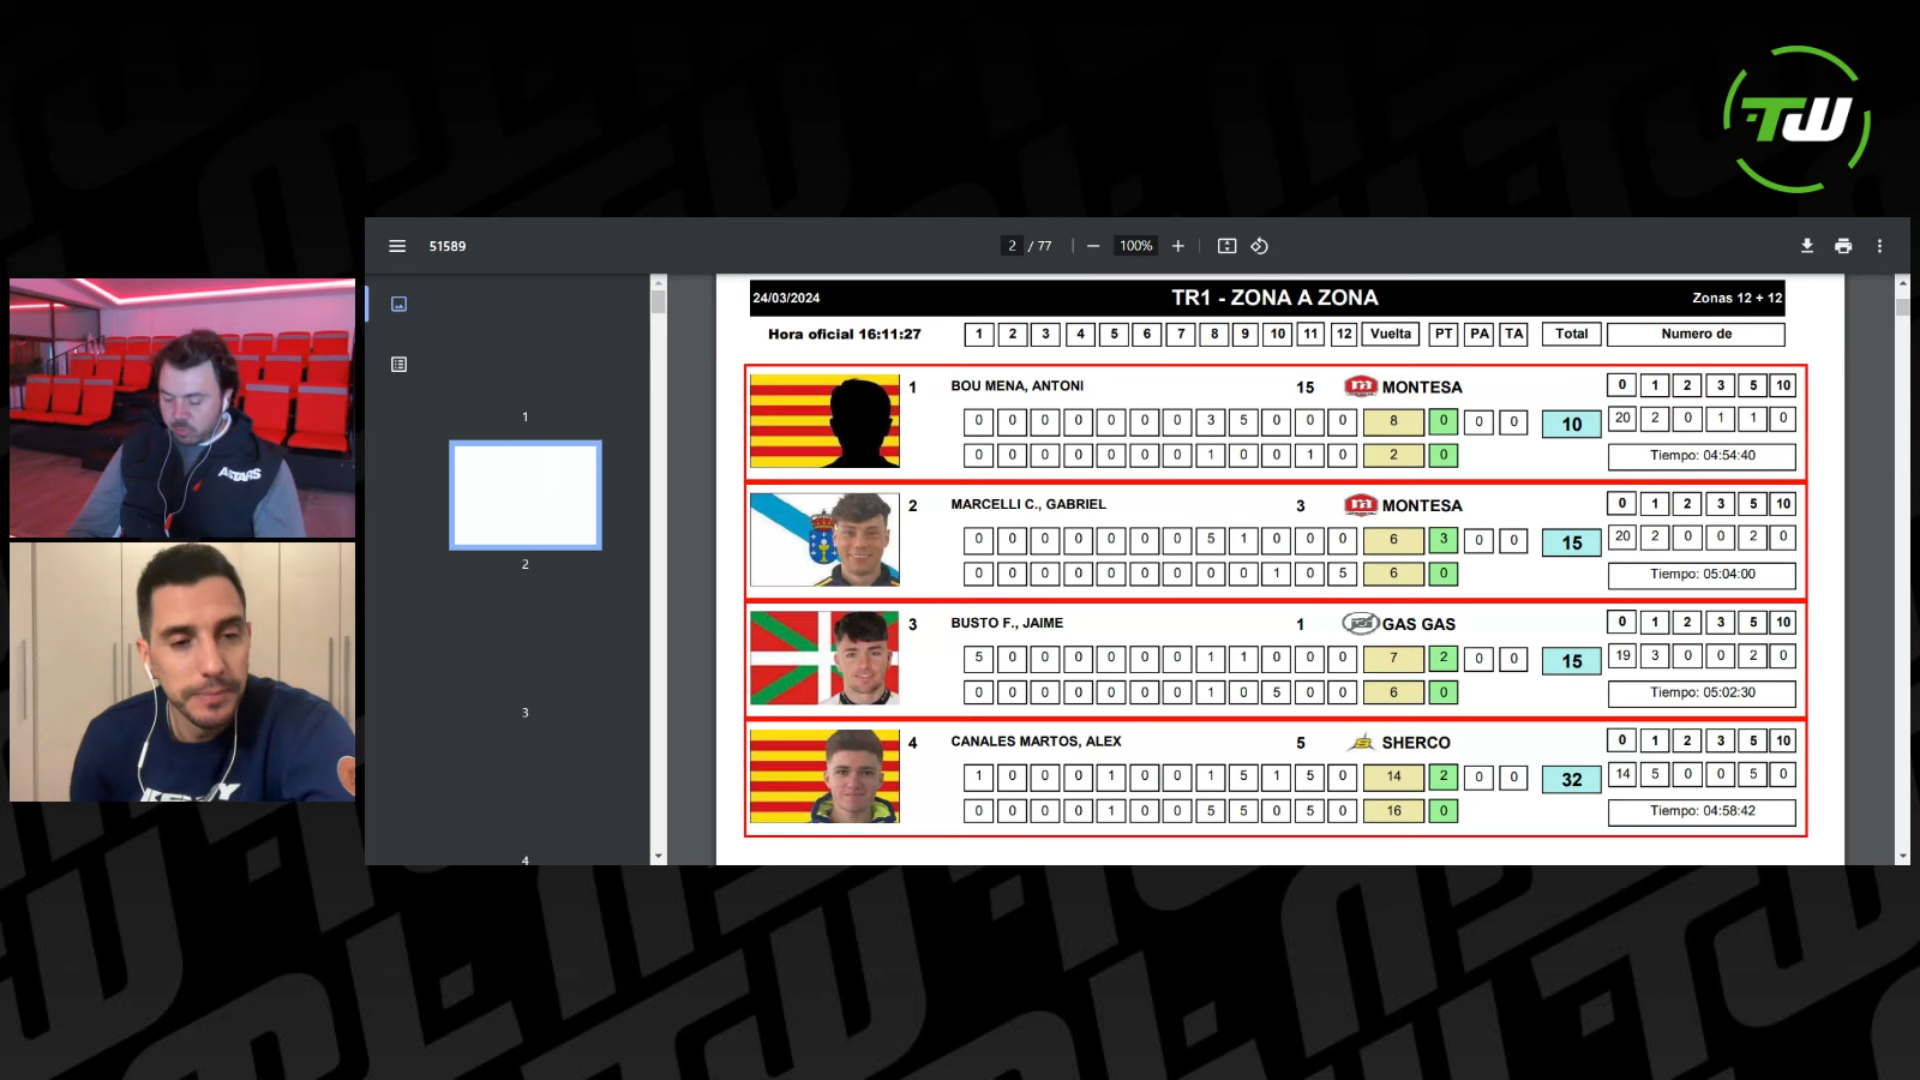 TW
51589
2 / 77
100%
1
2
3
4
ASTARS
24/03/2024 TR1 - ZONA A ZONA Zonas 12 + 12
Hora oficial 16:11:27 1 2 3 4 5 6 7 8 9 10 11 12 Vuelta PT PA TA Total Numero de
1 BOU MENA, ANTONI 15 MONTESA 0 1 2 3 5 10
0 0 0 0 0 0 0 3 5 0 0 0 8 0 0 0 10 20 2 0 1 1 0
0 0 0 0 0 0 0 1 0 0 1 0 2 0 Tiempo: 04:54:40
2 MARCELLI C., GABRIEL 3 MONTESA 0 1 2 3 5 10
0 0 0 0 0 0 0 5 1 0 0 0 6 3 0 0 15 20 2 0 0 2 0
0 0 0 0 0 0 0 0 0 1 0 5 6 0 Tiempo: 05:04:00
3 BUSTO F., JAIME 1 GAS GAS 0 1 2 3 5 10
5 0 0 0 0 0 0 1 1 0 0 0 7 2 0 0 15 19 3 0 0 2 0
0 0 0 0 0 0 0 1 0 5 0 0 6 0 Tiempo: 05:02:30
4 CANALES MARTOS, ALEX 5 SHERCO 0 1 2 3 5 10
1 0 0 0 1 0 0 1 5 1 5 0 14 2 0 0 32 14 5 0 0 5 0
0 0 0 0 1 0 0 5 5 0 5 0 16 0 Tiempo: 04:58:42